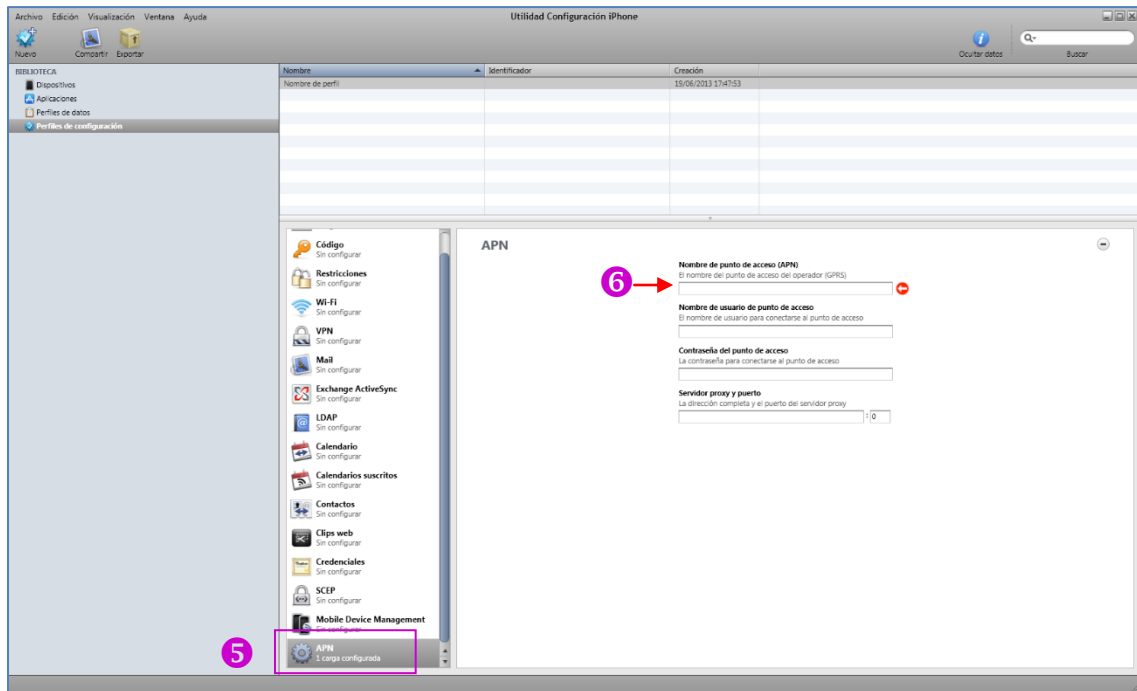 Archivo Edición Visualización Ventana Ayuda
Utilidad Configuración iPhone
Nuevo Compartir Exportar
Ocultar datos
Buscar
BIBLIOTECA
Dispositivos
Aplicaciones
Perfiles de datos
Perfiles de configuración
Nombre Identificador Creación
Nombre de perfil 19/06/2013 17:47:53
Código
Sin configurar
Restricciones
Sin configurar
Wi-Fi
Sin configurar
VPN
Sin configurar
Mail
Sin configurar
Exchange ActiveSync
Sin configurar
LDAP
Sin configurar
Calendario
Sin configurar
Calendarios suscritos
Sin configurar
Contactos
Sin configurar
Clips web
Sin configurar
Credenciales
Sin configurar
SCEP
Sin configurar
Mobile Device Management
Sin configurar
5
APN
1 carga configurada
APN
Nombre de punto de acceso (APN)
El nombre del punto de acceso del operador (GPRS)
6
Nombre de usuario de punto de acceso
El nombre de usuario para conectarse al punto de acceso
Contraseña del punto de acceso
La contraseña para conectarse al punto de acceso
Servidor proxy y puerto
La dirección completa y el puerto del servidor proxy
: 0